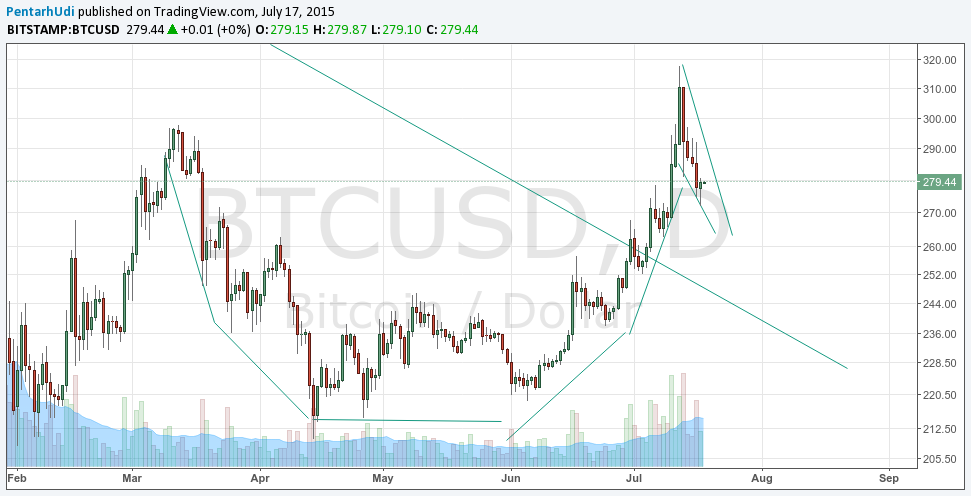 PentarhUdi published on TradingView.com, July 17, 2015
BITSTAMP:BTCUSD 279.44 ▲ +0.01 (+0%) O: 279.15 H: 279.87 L: 279.10 C: 279.44
BTCUSD, D
Bitcoin / Dollar
320.00
310.00
300.00
290.00
279.44
270.00
260.00
252.00
244.00
236.00
228.50
220.50
212.50
205.50
Feb Mar Apr May Jun Jul Aug Sep